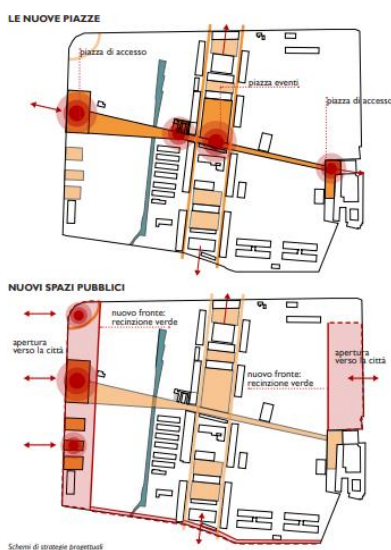 LE NUOVE PIAZZE
piazza di accesso
piazza eventi
piazza di accesso
NUOVI SPAZI PUBBLICI
nuovo fronte:
recinzione verde
apertura
verso la città
apertura
verso la città
nuovo fronte:
recinzione verde
Schemi di strategie progettuali